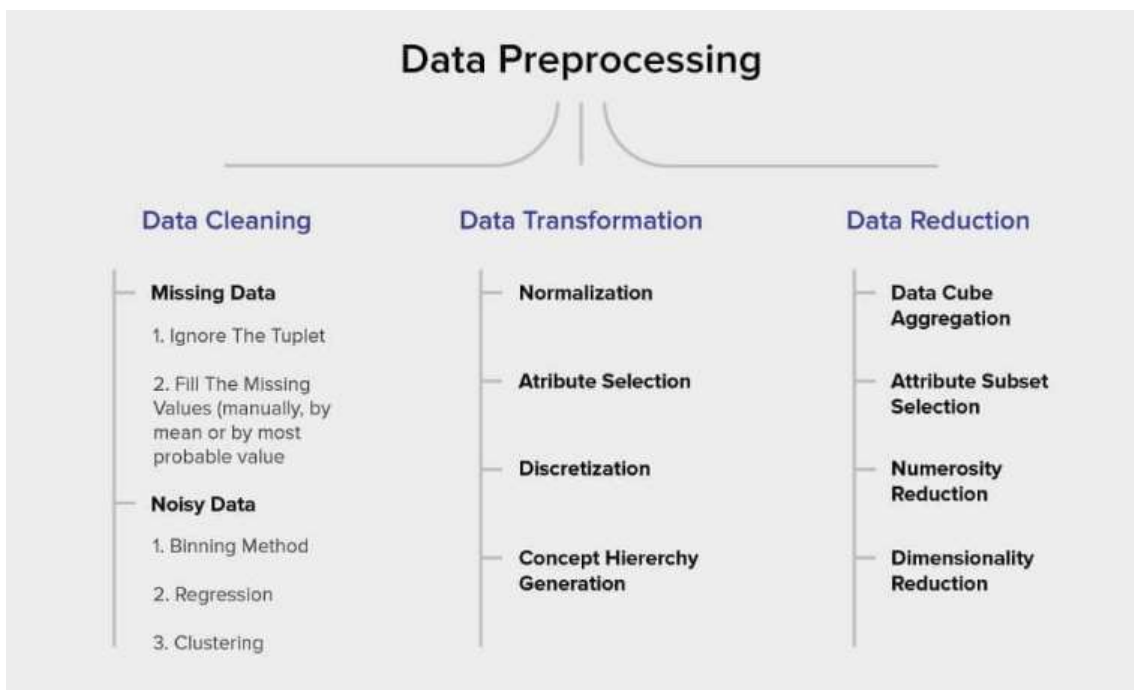 Data Preprocessing
Data Cleaning
Missing Data
1. Ignore The Tuplet
2. Fill The Missing
Values (manually, by
mean or by most
probable value
Noisy Data
1. Binning Method
2. Regression
3. Clustering
Data Transformation
Normalization
Atribute Selection
Discretization
Concept Hiererchy
Generation
Data Reduction
Data Cube
Aggregation
Attribute Subset
Selection
Numerosity
Reduction
Dimensionality
Reduction